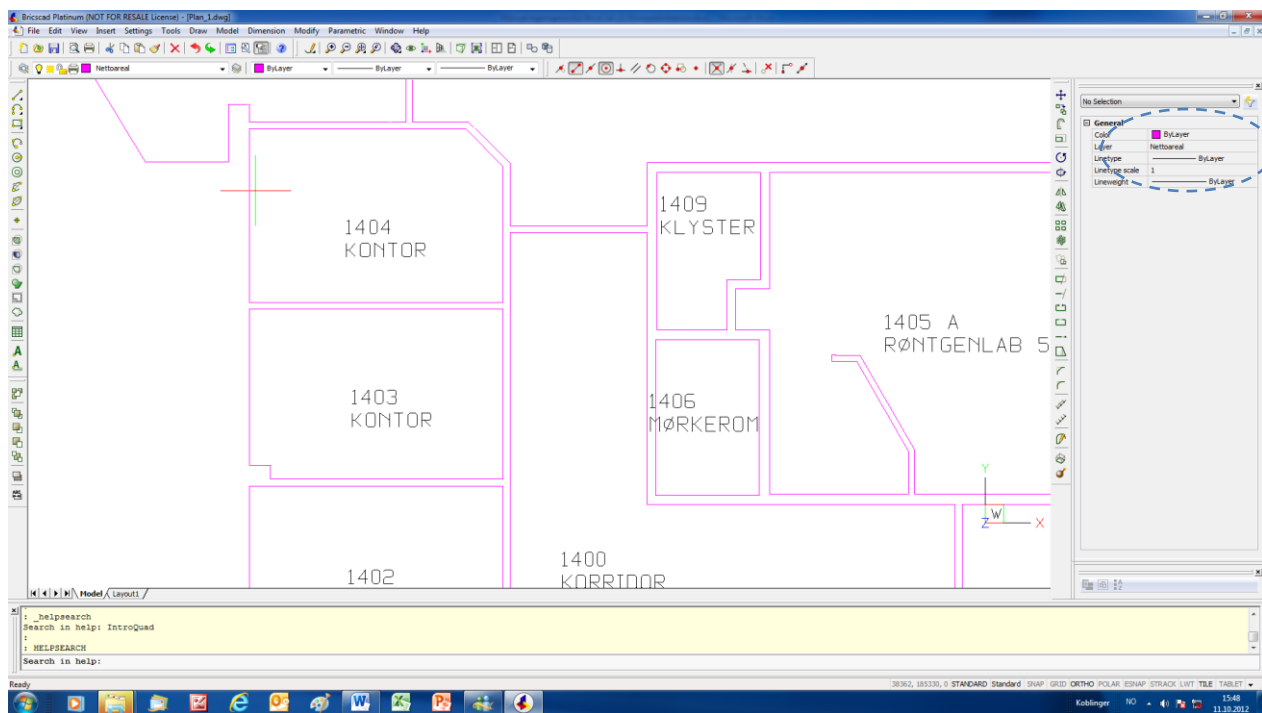 Bricscad Platinum (NOT FOR RESALE License) - [Plan_1.dwg]
File Edit View Insert Settings Tools Draw Model Dimension Modify Parametric Window Help
Nettoareal ByLayer ByLayer ByLayer
No Selection
General
Color ByLayer
Layer Nettoareal
Linetype ByLayer
Linetype scale 1
Lineweight ByLayer
1404
KONTOR
1409
KLYSTER
1405 A
RØNTGENLAB 5
1403
KONTOR
1406
MØRKEROM
1402
1400
KORRIDOR
Y
W
Z X
Model Layout1
: _helpsearch
Search in help: IntroQuad
:
: HELPSEARCH
Search in help:
Ready
38362, 185330, 0 STANDARD Standard SNAP GRID ORTHO POLAR ESNAP STRACK LWT TILE TABLET
Koblinger NO 15:48
11.10.2012